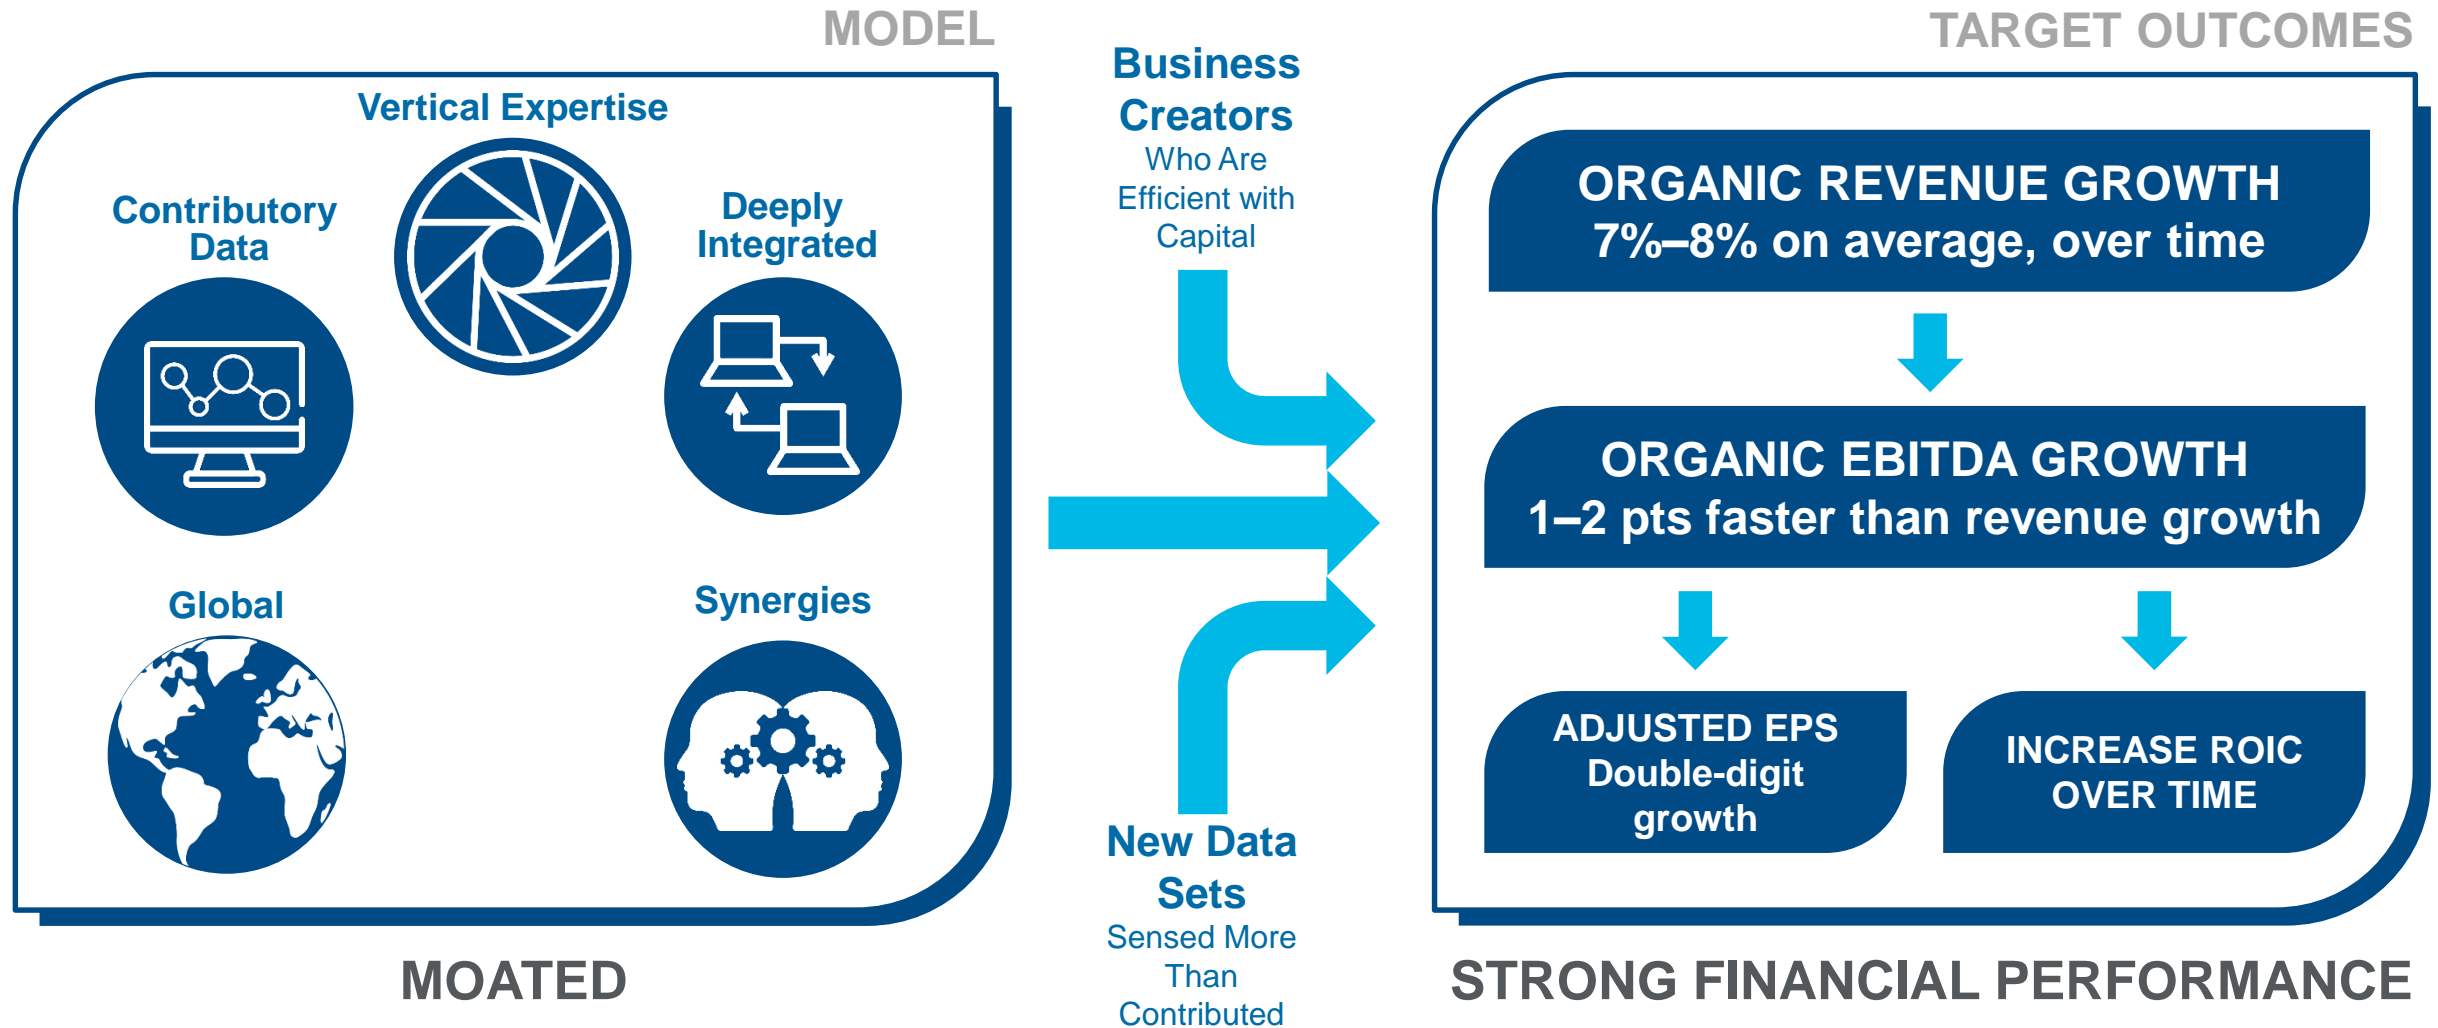 MODEL
Vertical Expertise
Contributory
Data
Deeply
Integrated
Global
Synergies
MOATED
Business
Creators
Who Are
Efficient with
Capital
New Data
Sets
Sensed More
Than
Contributed
TARGET OUTCOMES
ORGANIC REVENUE GROWTH
7%–8% on average, over time
ORGANIC EBITDA GROWTH
1–2 pts faster than revenue growth
ADJUSTED EPS
Double-digit
growth
INCREASE ROIC
OVER TIME
STRONG FINANCIAL PERFORMANCE